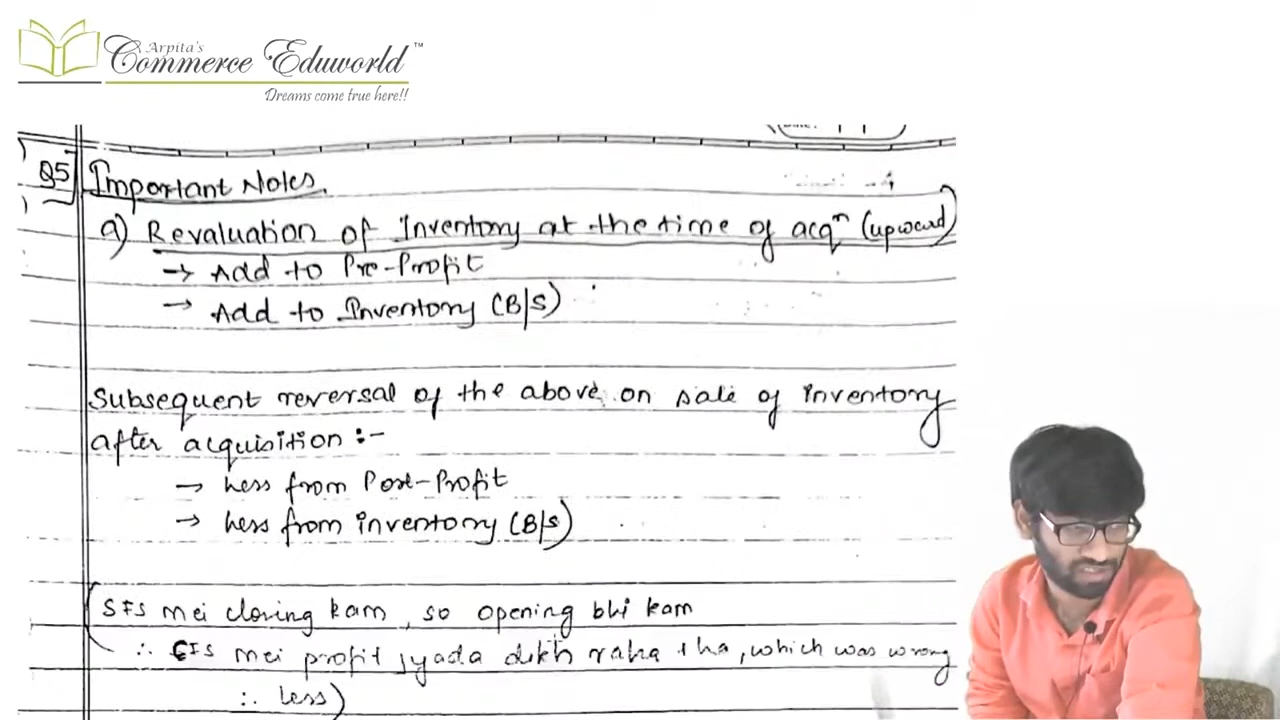 Arpita's
Commerce Eduworld™
Dreams come true here!!
Q5 Important Notes.
a) Revaluation of Inventory at the time of acqⁿ (upward)
→ Add to Pre-Profit
→ Add to Inventory (B/S)
Subsequent reversal of the above, on sale of inventory
after acquisition :-
→ Less from Post-Profit
→ Less from inventory (B/S)
(SFS mei closing kam, so opening bhi kam
∴ CFS mei profit jyada dikh raha tha, which was wrong
∴ less)